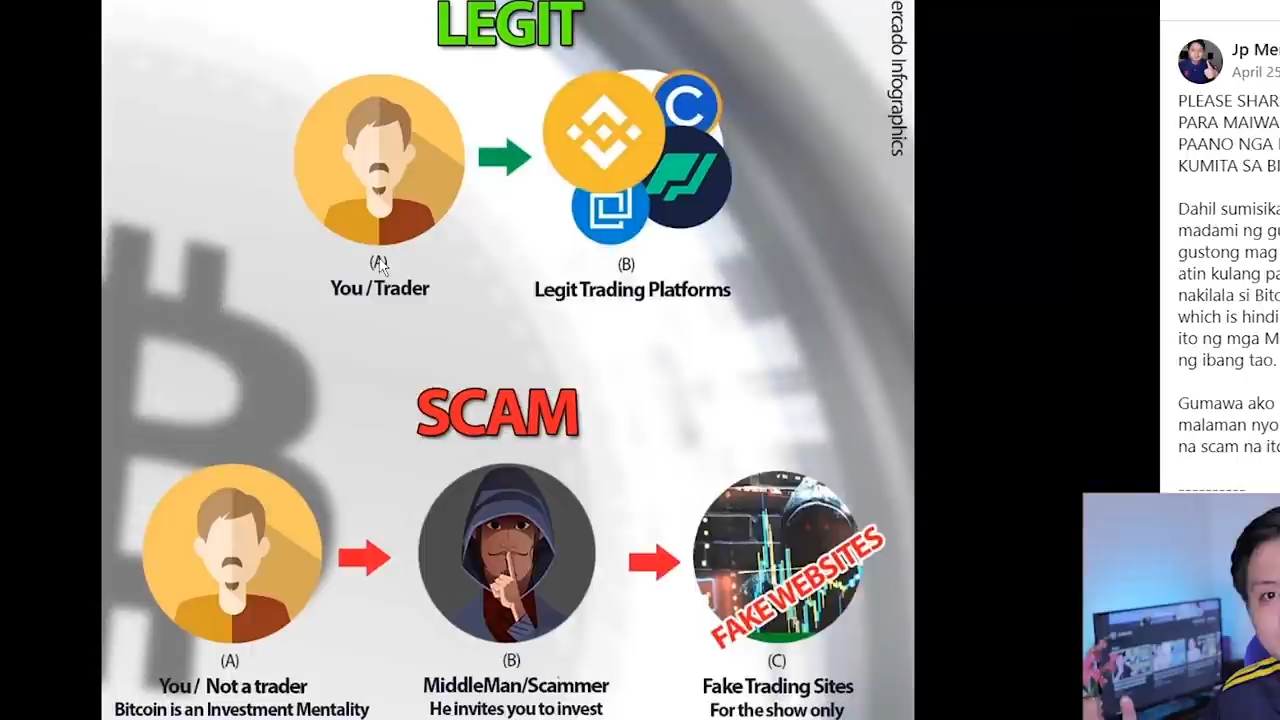 LEGIT
ercado Infographics
(A)
You / Trader
(B)
Legit Trading Platforms
SCAM
FAKE WEBSITES
(A)
You / Not a trader
Bitcoin is an Investment Mentality
(B)
MiddleMan/Scammer
He invites you to invest
(C)
Fake Trading Sites
For the show only
Jp Me
April 25
PLEASE SHAR
PARA MAIWA
PAANO NGA
KUMITA SA B
Dahil sumisika
madami ng gu
gustong mag
atin kulang pa
nakilala si Bitc
which is hindi
ito ng mga M
ng ibang tao.
Gumawa ako
malaman nyo
na scam na ito
----------